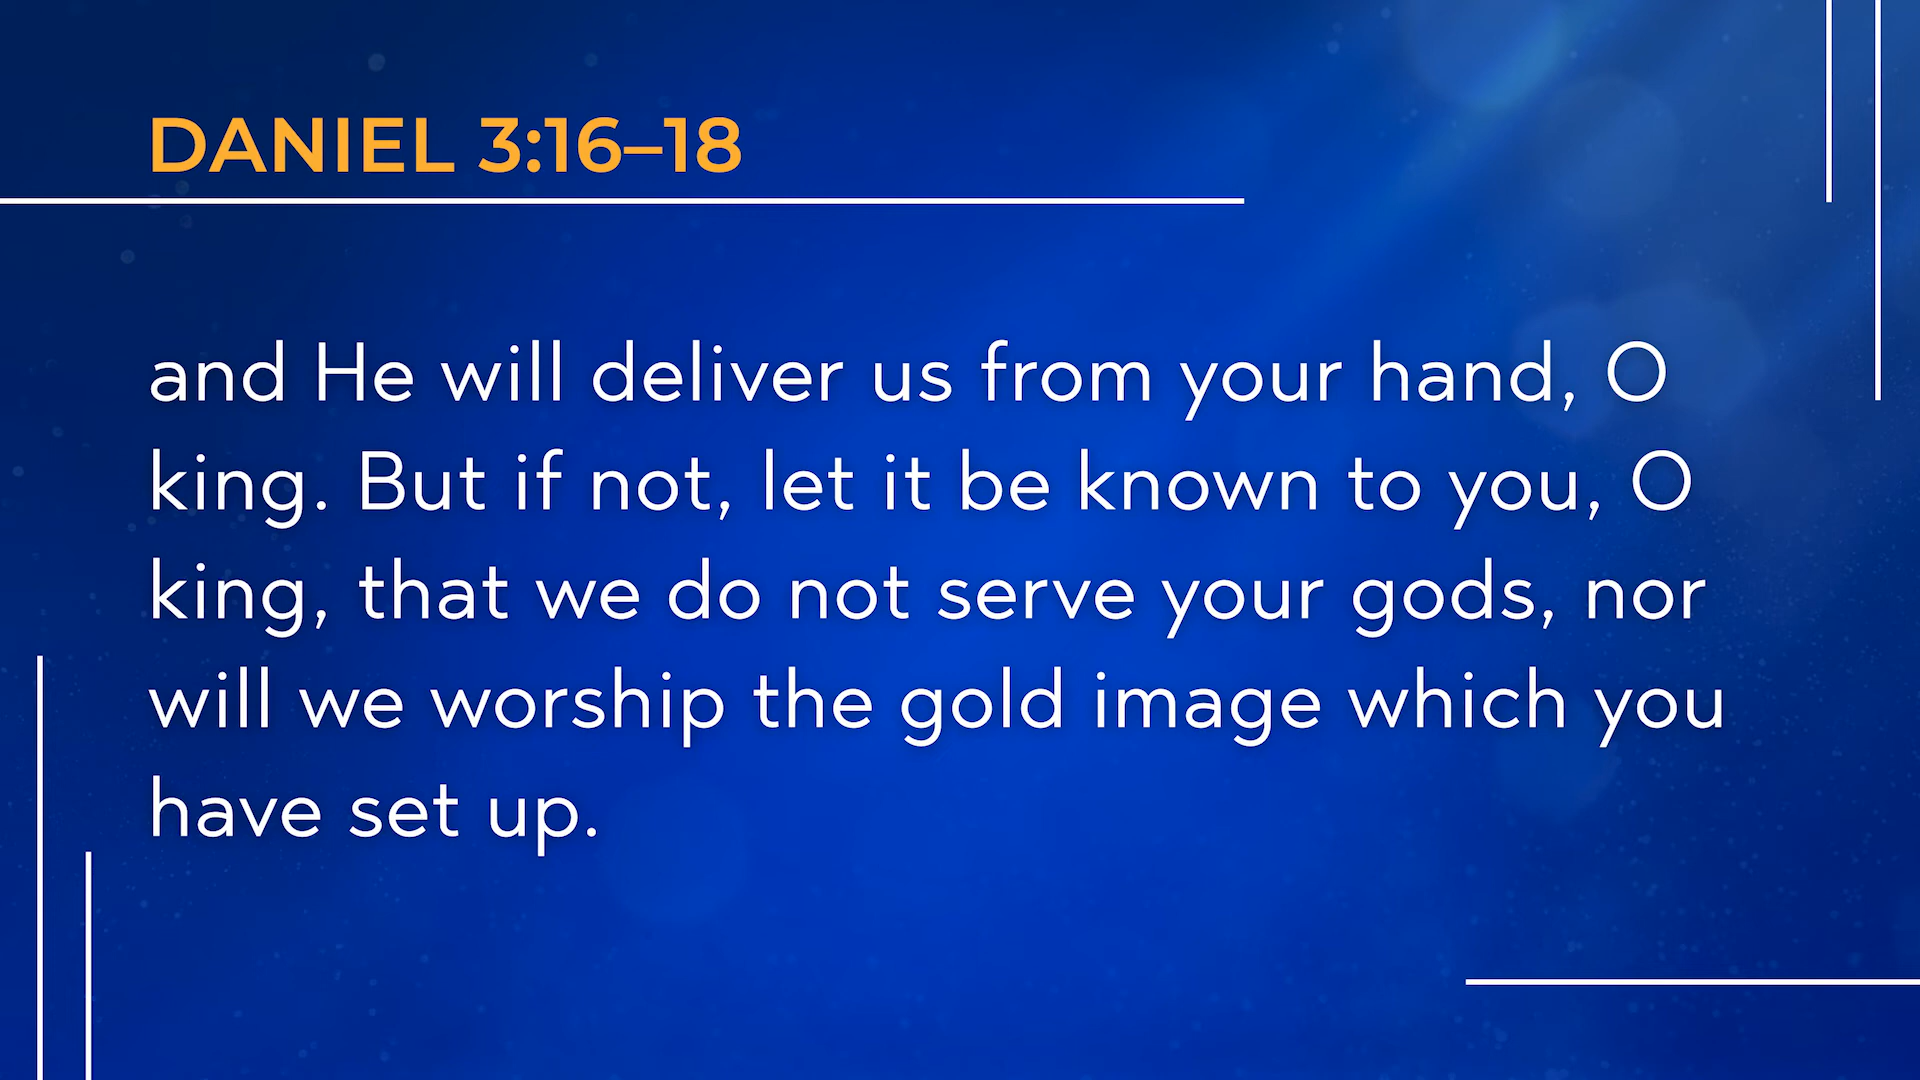 DANIEL 3:16–18
and He will deliver us from your hand, O
king. But if not, let it be known to you, O
king, that we do not serve your gods, nor
will we worship the gold image which you
have set up.